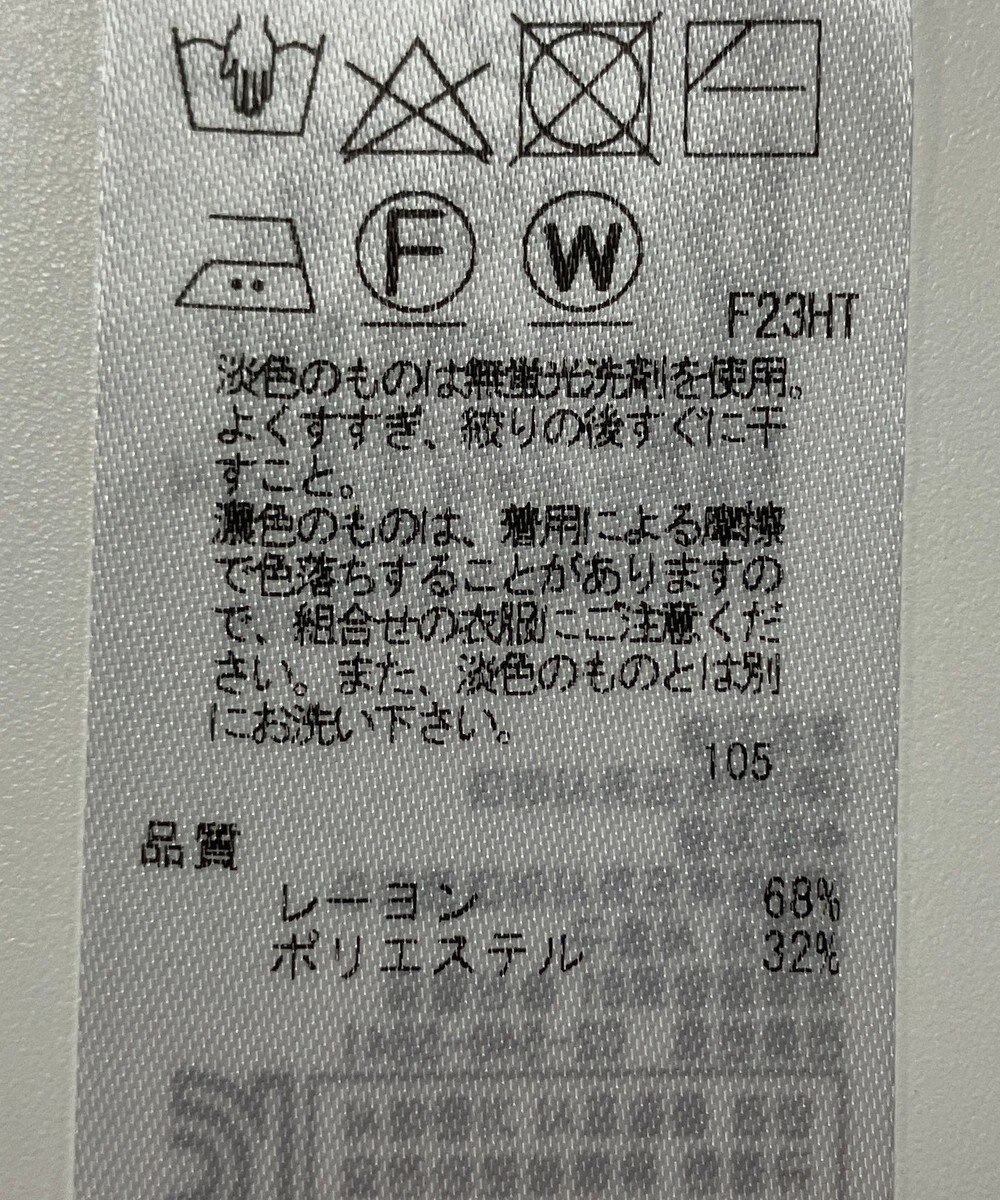 F
W
F23HT
淡色のものは無蛍光洗剤を使用。
よくすすぎ、絞りの後すぐに干
すこと。
濃色のものは、着用による摩擦
で色落ちすることがありますの
で、組合せの衣服にご注意くだ
さい。また、淡色のものとは別
にお洗い下さい。
105
品質
レーヨン 68%
ポリエステル 32%